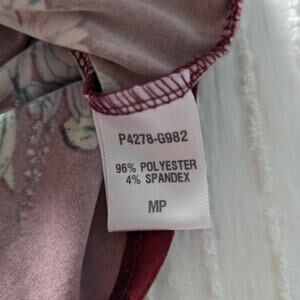 P4278-G982
96% POLYESTER
4% SPANDEX
MP